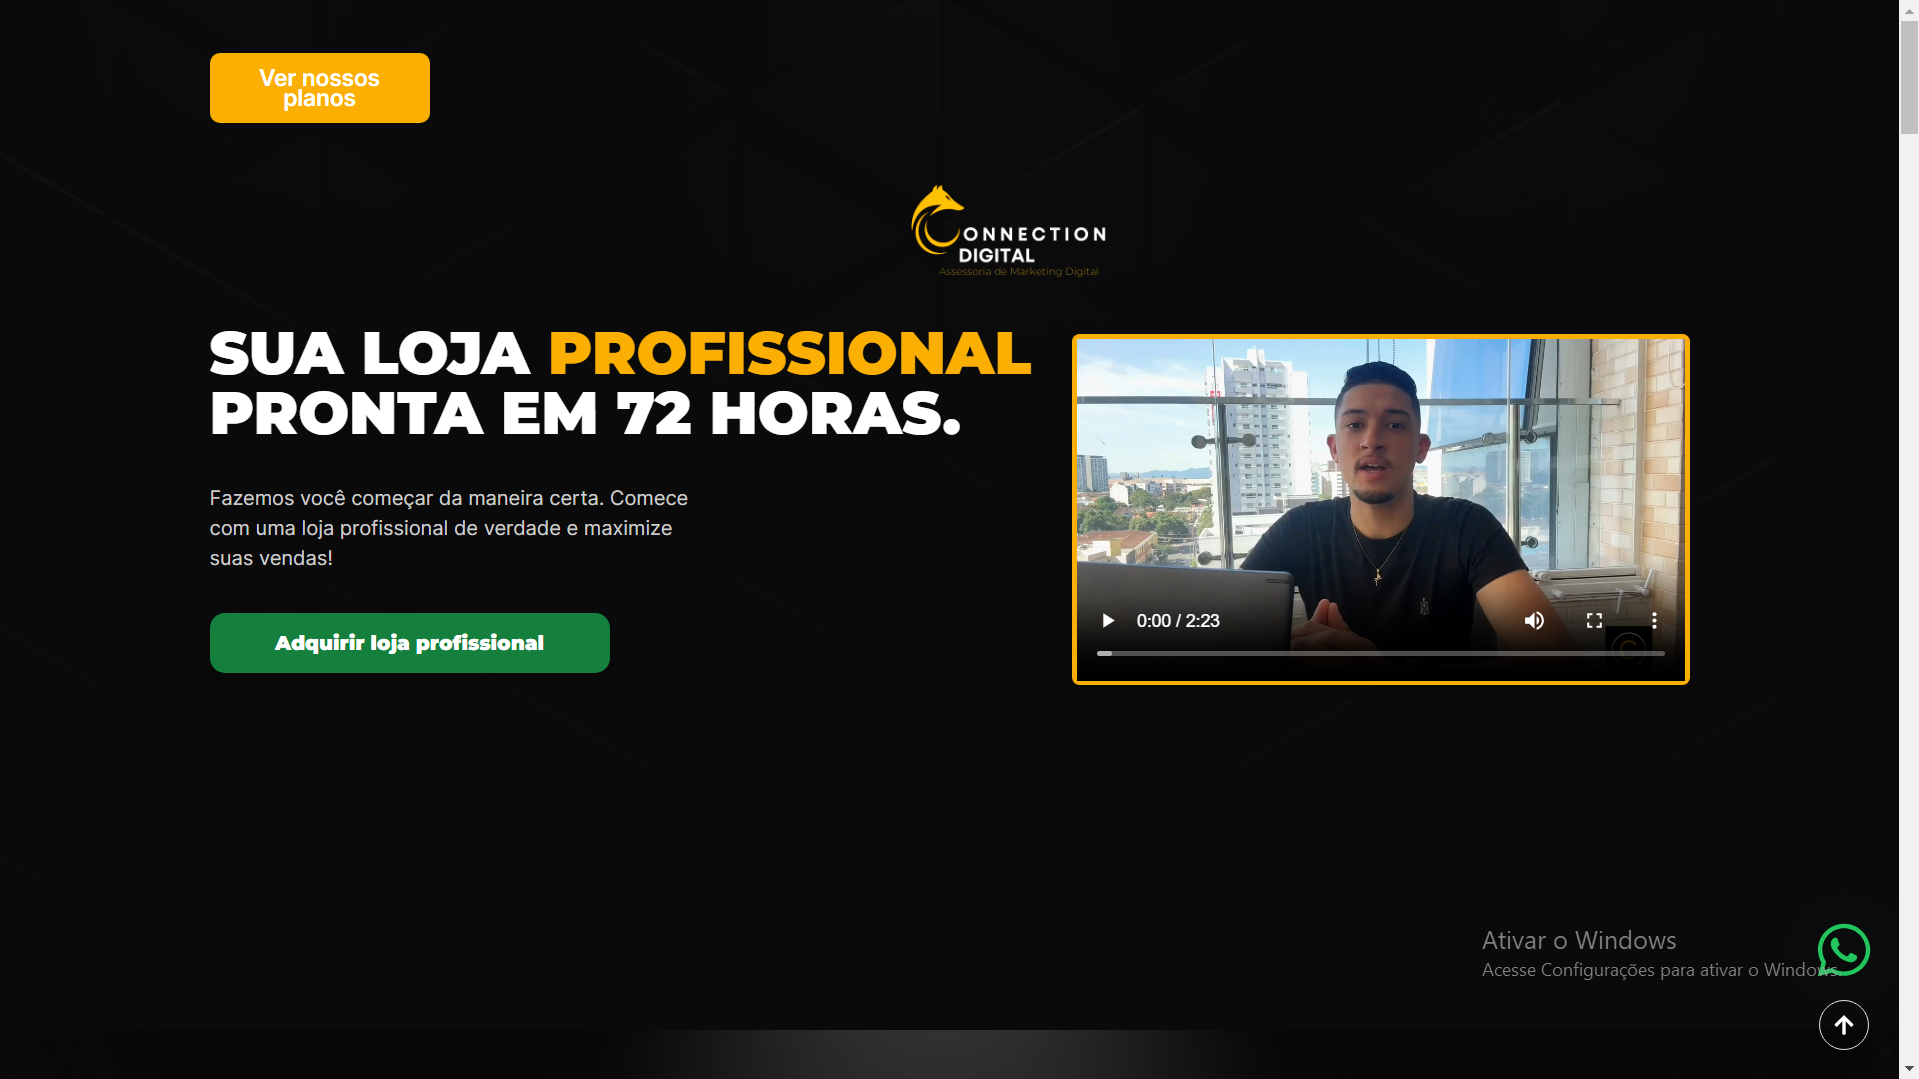 Ver nossos
planos
ONNECTION
DIGITAL
Assessoria de Marketing Digital
SUA LOJA PROFISSIONAL
PRONTA EM 72 HORAS.
Fazemos você começar da maneira certa. Comece
com uma loja profissional de verdade e maximize
suas vendas!
Adquirir loja profissional
0:00 / 2:23
C
Ativar o Windows
Acesse Configurações para ativar o Windows.